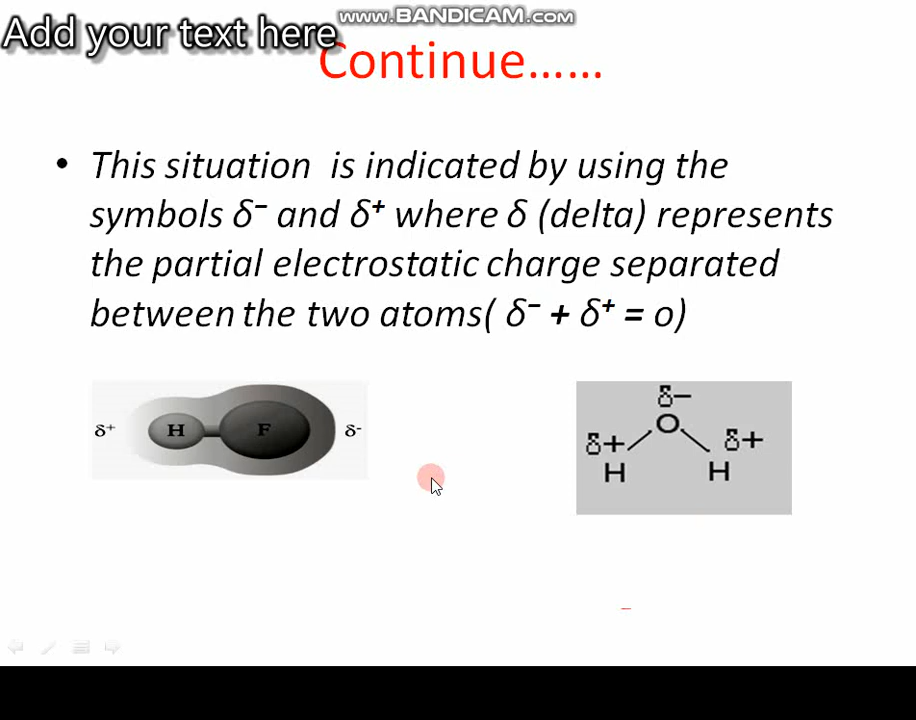 www.BANDICAM.com
Add your text here
Continue……
• This situation is indicated by using the
symbols δ⁻ and δ⁺ where δ (delta) represents
the partial electrostatic charge separated
between the two atoms( δ⁻ + δ⁺ = o)
δ⁺ H F δ⁻
δ−
O
δ+ δ+
H H